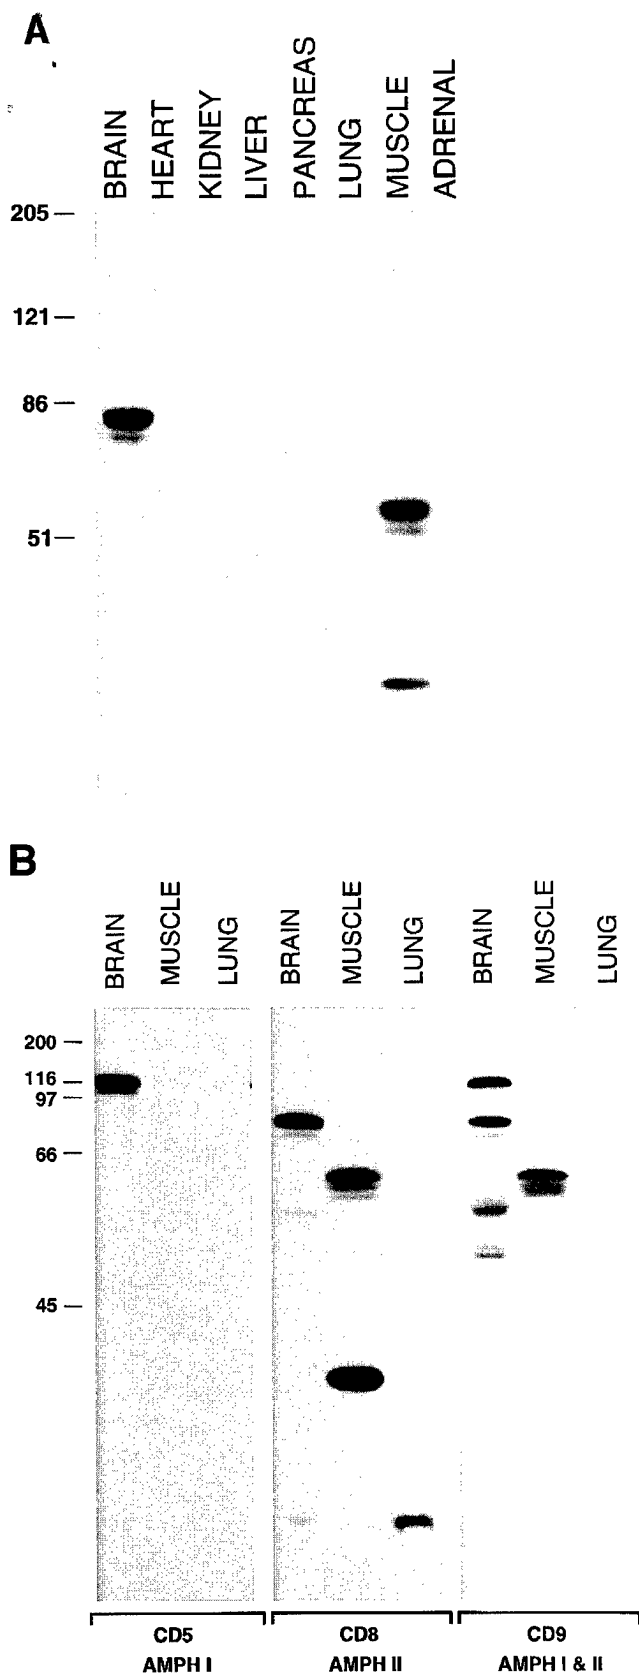 A
BRAIN HEART KIDNEY LIVER PANCREAS LUNG MUSCLE ADRENAL
205
121
86
51
B
BRAIN MUSCLE LUNG BRAIN MUSCLE LUNG BRAIN MUSCLE LUNG
200
116
97
66
45
CD5 CD8 CD9
AMPH I AMPH II AMPH I & II